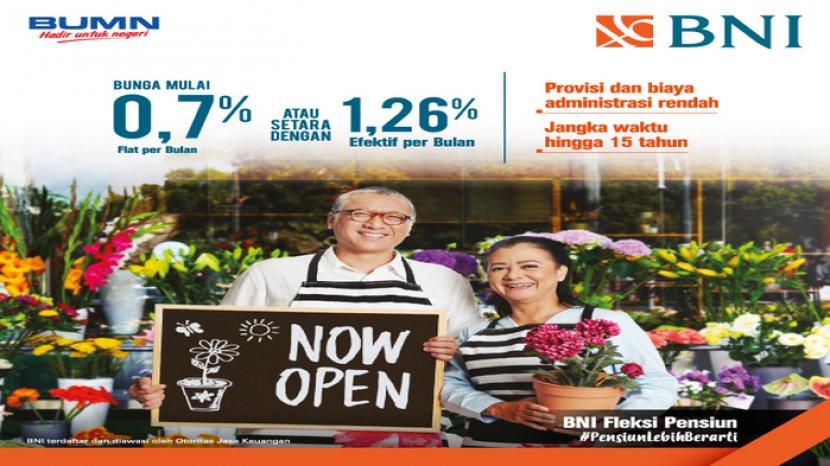 BUMN
Hadir untuk negeri
BNI
BUNGA MULAI
0,7%
Flat per Bulan
ATAU
SETARA
DENGAN
1,26%
Efektif per Bulan
Provisi dan biaya
administrasi rendah
Jangka waktu
hingga 15 tahun
NOW
OPEN
BNI Fleksi Pensiun
#PensiunLebihBerarti
BNI terdaftar dan diawasi oleh Otoritas Jasa Keuangan